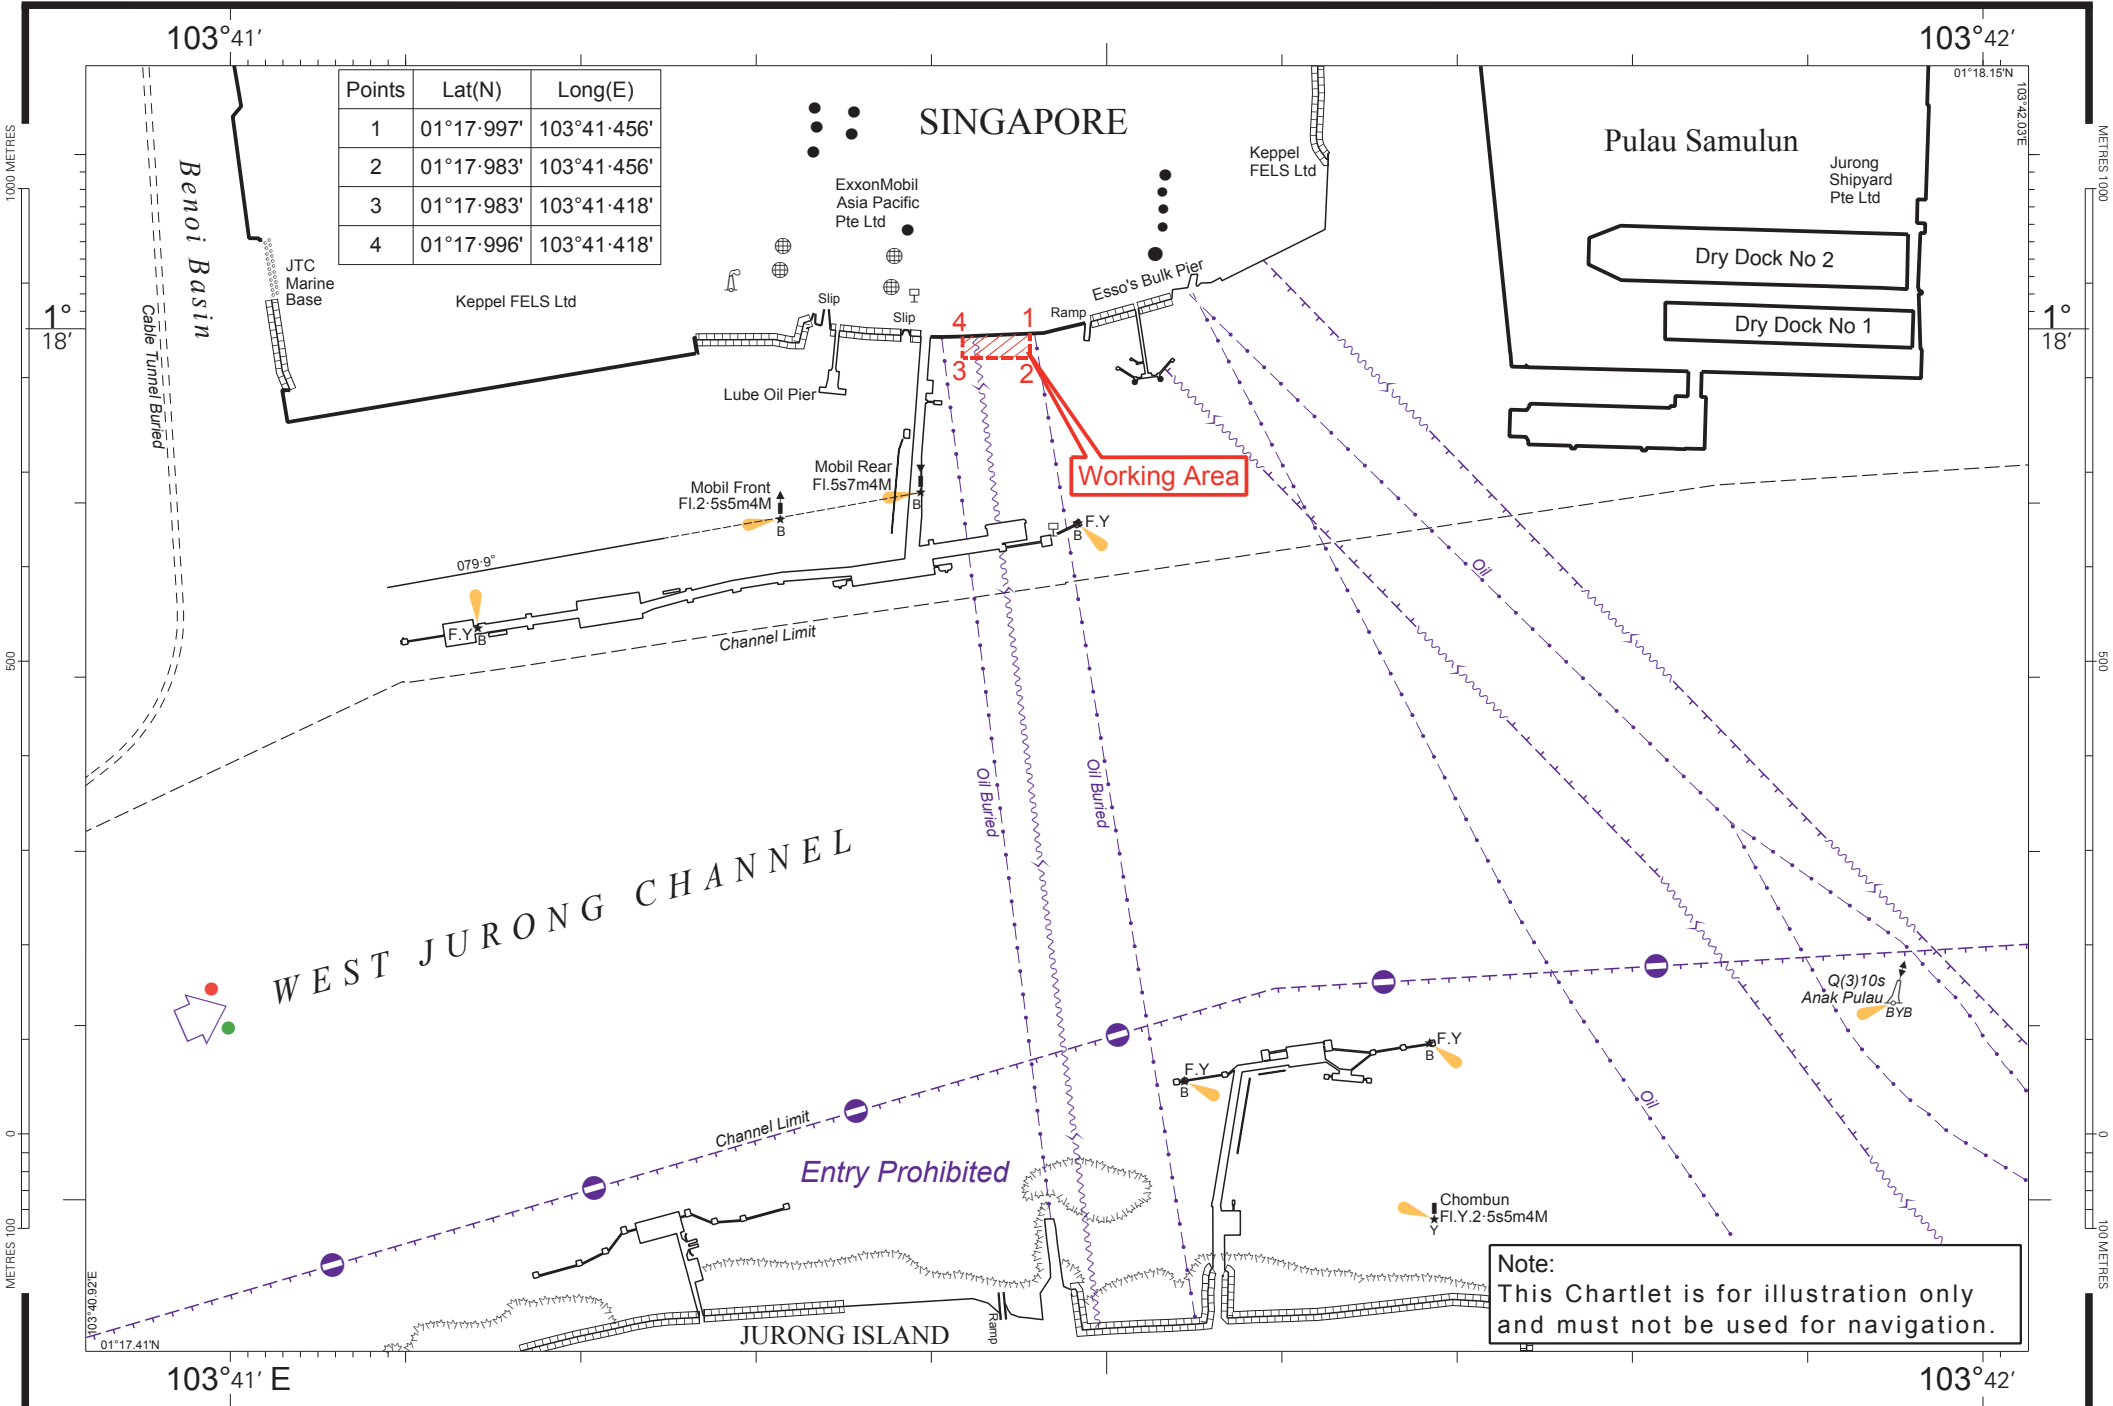 103°41′
103°42′
01°18.15'N
103°42.03'E
Points Lat(N) Long(E)
1 01°17·997' 103°41·456'
2 01°17·983' 103°41·456'
3 01°17·983' 103°41·418'
4 01°17·996' 103°41·418'
SINGAPORE
Pulau Samulun
Keppel
FELS Ltd
Jurong
Shipyard
Pte Ltd
ExxonMobil
Asia Pacific
Pte Ltd
Benoi Basin
Cable Tunnel Buried
JTC
Marine
Base
Keppel FELS Ltd
Slip
Slip
Esso's Bulk Pier
Ramp
Dry Dock No 2
Dry Dock No 1
1°
18′
1°
18′
4
1
3
2
Lube Oil Pier
Working Area
Mobil Rear
Fl.5s7m4M
B
Mobil Front
Fl.2·5s5m4M
B
F.Y
B
079·9°
F.Y
B
Channel Limit
Oil
Oil Buried
Oil Buried
WEST JURONG CHANNEL
Q(3)10s
Anak Pulau
BYB
F.Y
B
F.Y
B
Oil
Channel Limit
Entry Prohibited
Chombun
Fl.Y.2·5s5m4M
Y
Note:
This Chartlet is for illustration only
and must not be used for navigation.
Ramp
JURONG ISLAND
103°40.92'E
01°17.41'N
103°41′ E
103°42′
1000 METRES
500
0
METRES 100
METRES 1000
500
0
100 METRES